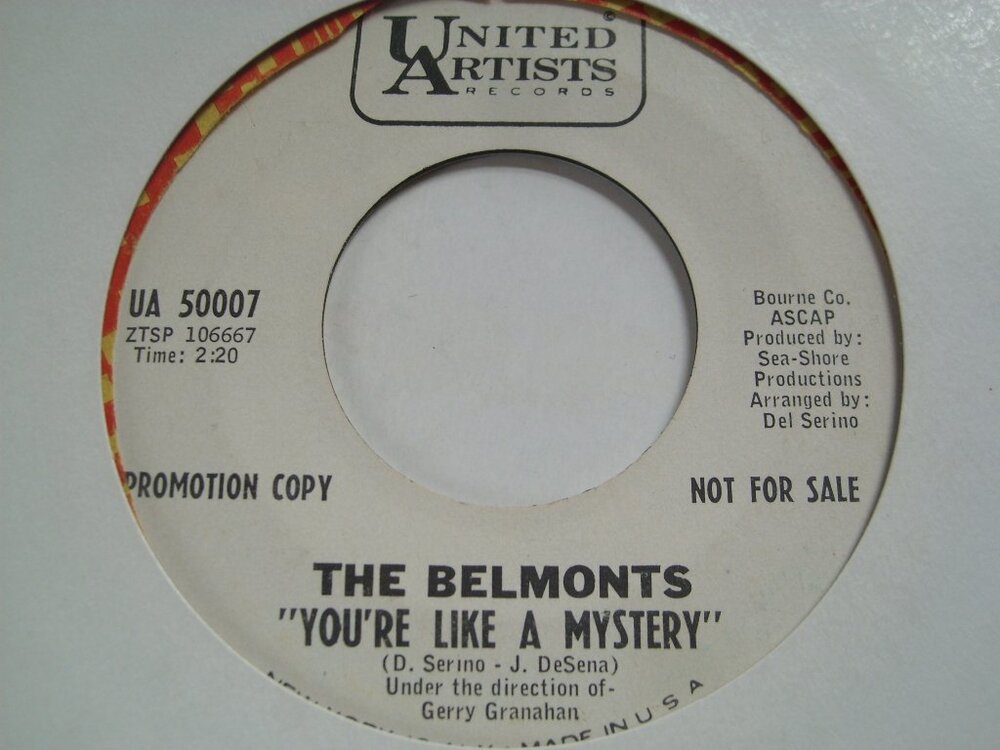 UNITED
ARTISTS
RECORDS
©
UA 50007
ZTSP 106667
Time: 2:20
Bourne Co.
ASCAP
Produced by:
Sea-Shore
Productions
Arranged by:
Del Serino
PROMOTION COPY
NOT FOR SALE
THE BELMONTS
"YOU'RE LIKE A MYSTERY"
(D. Serino - J. DeSena)
Under the direction of-
Gerry Granahan
MADE IN U S A